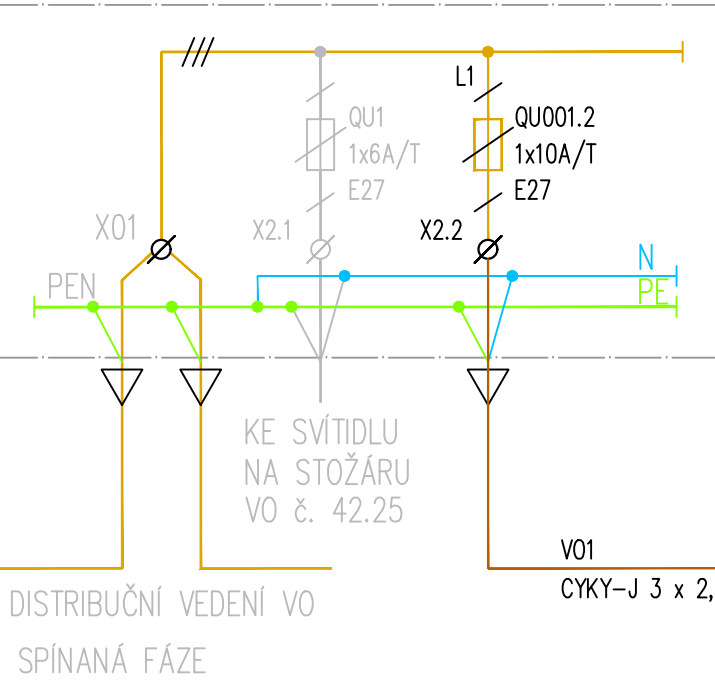 L1
QU1
1x6A/T
E27
QU001.2
1x10A/T
E27
X01
X2.1
X2.2
N
PEN
PE
KE SVÍTIDLU
NA STOŽÁRU
VO č. 42.25
V01
CYKY-J 3 x 2,
DISTRIBUČNÍ VEDENÍ VO
SPÍNANÁ FÁZE